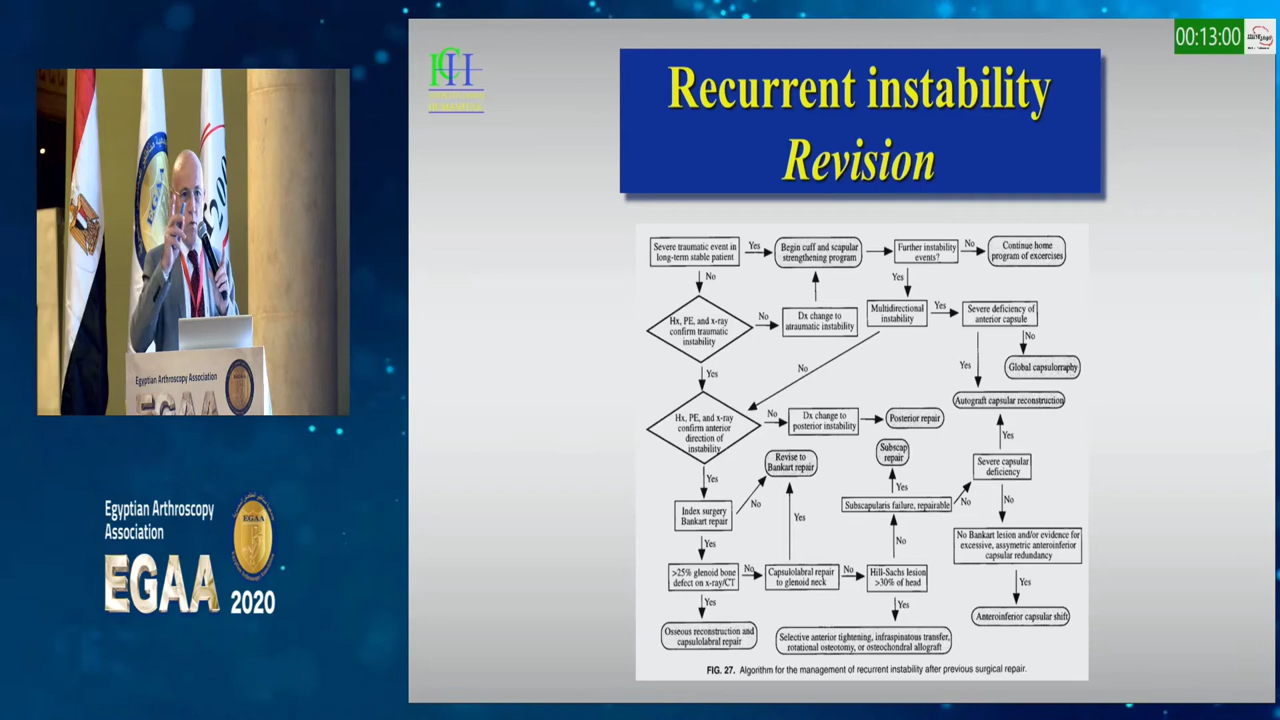 00:13:00
Recurrent instability
Revision
Severe traumatic event in
long-term stable patient
Yes
Begin cuff and scapular
strengthening program
Further instability
events?
No
Continue home
program of excercises
No
Yes
Hx, PE, and x-ray
confirm traumatic
instability
No
Dx change to
atraumatic instability
Multidirectional
instability
Yes
Severe deficiency of
anterior capsule
No
Yes
Global capsulorraphy
No
Yes
Autograft capsular reconstruction
Hx, PE, and x-ray
confirm anterior
direction of
instability
No
Dx change to
posterior instability
Posterior repair
Yes
Subscap
repair
Revise to
Bankart repair
Severe capsular
deficiency
Yes
Yes
Index surgery
Bankart repair
No
Yes
Subscapularis failure, repairable
No
No
No Bankart lesion and/or evidence for
excessive, assymetric anteroinferior
capsular redundancy
Yes
No
>25% glenoid bone
defect on x-ray/CT
No
Capsulolabral repair
to glenoid neck
No
Hill-Sachs lesion
>30% of head
Yes
Yes
Yes
Anteroinferior capsular shift
Osseous reconstruction and
capsulolabral repair
Selective anterior tightening, infraspinatous transfer,
rotational osteotomy, or osteochondral allograft
FIG. 27. Algorithm for the management of recurrent instability after previous surgical repair.
EGAA
Egyptian Arthroscopy Association
EGAA
Egyptian Arthroscopy
Association
EGAA
EGAA 2020